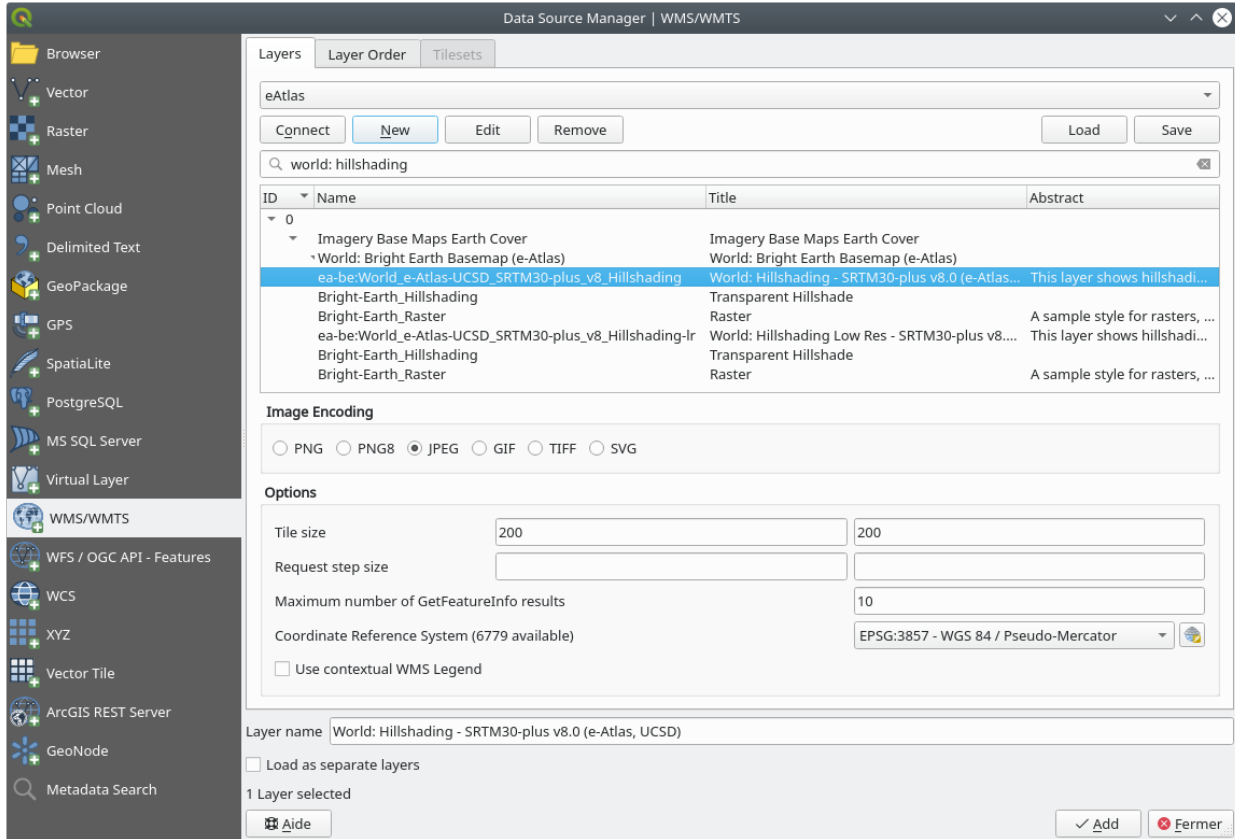 Data Source Manager | WMS/WMTS
Browser
Vector
Raster
Mesh
Point Cloud
Delimited Text
GeoPackage
GPS
SpatiaLite
PostgreSQL
MS SQL Server
Virtual Layer
WMS/WMTS
WFS / OGC API - Features
WCS
XYZ
Vector Tile
ArcGIS REST Server
GeoNode
Metadata Search
Layers Layer Order Tilesets
eAtlas
Connect New Edit Remove Load Save
world: hillshading
ID Name Title Abstract
0
Imagery Base Maps Earth Cover Imagery Base Maps Earth Cover
World: Bright Earth Basemap (e-Atlas) World: Bright Earth Basemap (e-Atlas)
ea-be:World_e-Atlas-UCSD_SRTM30-plus_v8_Hillshading World: Hillshading - SRTM30-plus v8.0 (e-Atlas... This layer shows hillshadi...
Bright-Earth_Hillshading Transparent Hillshade
Bright-Earth_Raster Raster A sample style for rasters, ...
ea-be:World_e-Atlas-UCSD_SRTM30-plus_v8_Hillshading-lr World: Hillshading Low Res - SRTM30-plus v8.... This layer shows hillshadi...
Bright-Earth_Hillshading Transparent Hillshade
Bright-Earth_Raster Raster A sample style for rasters, ...
Image Encoding
PNG PNG8 JPEG GIF TIFF SVG
Options
Tile size 200 200
Request step size
Maximum number of GetFeatureInfo results 10
Coordinate Reference System (6779 available) EPSG:3857 - WGS 84 / Pseudo-Mercator
Use contextual WMS Legend
Layer name World: Hillshading - SRTM30-plus v8.0 (e-Atlas, UCSD)
Load as separate layers
1 Layer selected
Aide Add Fermer